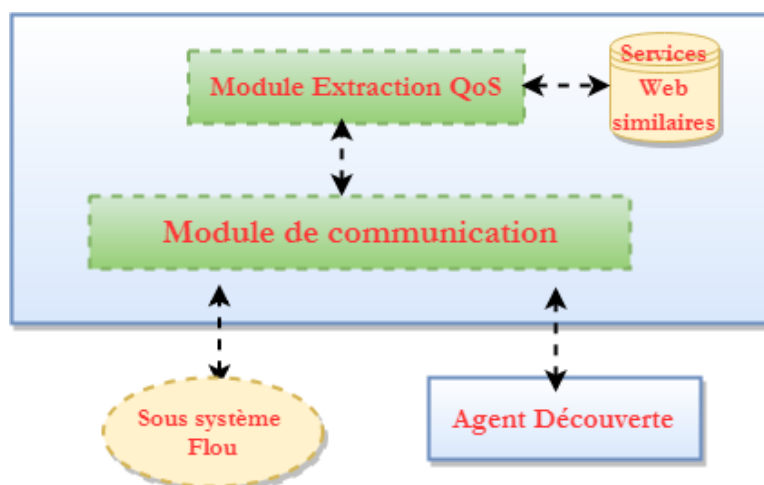 Module Extraction QoS
Services
Web
similaires
Module de communication
Sous système
Flou
Agent Découverte